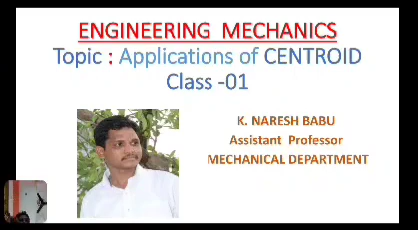 ENGINEERING MECHANICS
Topic : Applications of CENTROID
Class -01
K. NARESH BABU
Assistant Professor
MECHANICAL DEPARTMENT